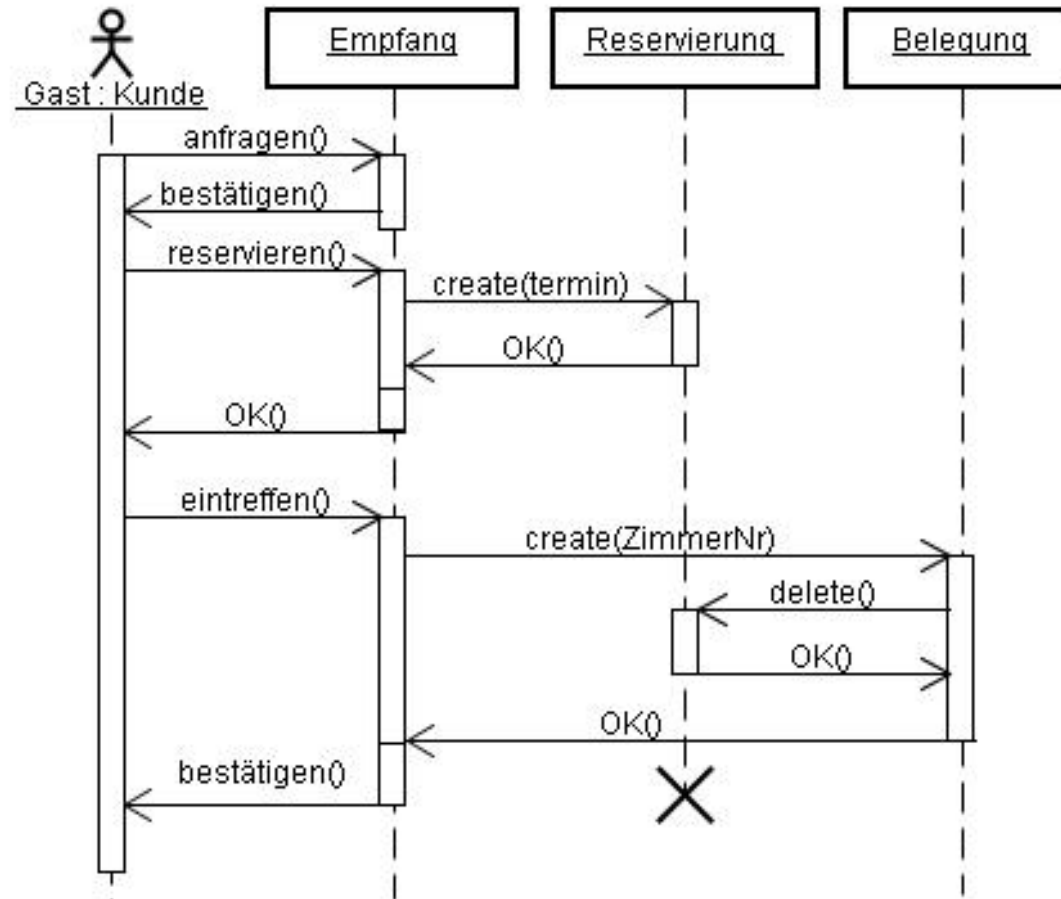 Empfang
Reservierung
Belegung
Gast : Kunde
anfragen()
bestätigen()
reservieren()
create(termin)
OK()
OK()
eintreffen()
create(ZimmerNr)
delete()
OK()
OK()
bestätigen()